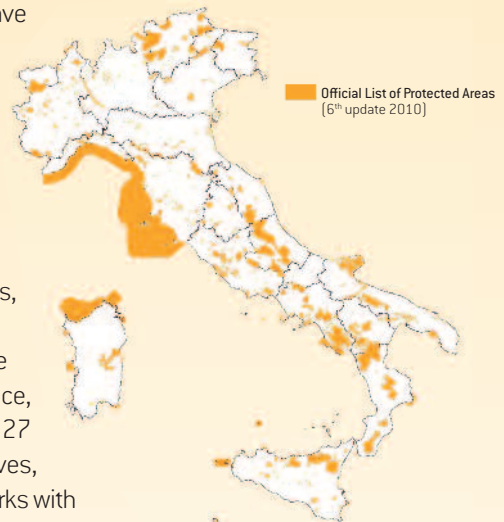 ave
Official List of Protected Areas
(6th update 2010)
s,
e
ce,
27
ves,
rks with